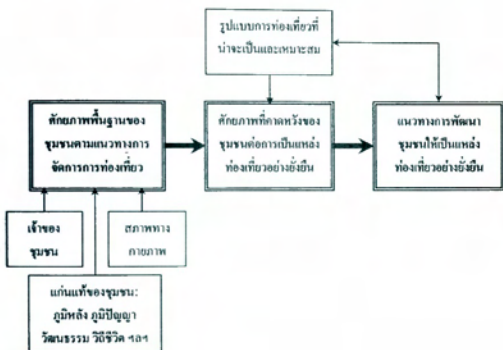 รูปแบบการท่องเที่ยวที่
น่าจะเป็นและเหมาะสม
ศักยภาพพื้นฐานของ
ชุมชนตามแนวทางการ
จัดการการท่องเที่ยว
ศักยภาพที่คาดหวังของ
ชุมชนต่อการเป็นแหล่ง
ท่องเที่ยวอย่างยั่งยืน
แนวทางการพัฒนา
ชุมชนให้เป็นแหล่ง
ท่องเที่ยวอย่างยั่งยืน
เจ้าของ
ชุมชน
สภาพทาง
กายภาพ
แก่นแท้ของชุมชน:
ภูมิหลัง ภูมิปัญญา
วัฒนธรรม วิถีชีวิต ฯลฯ